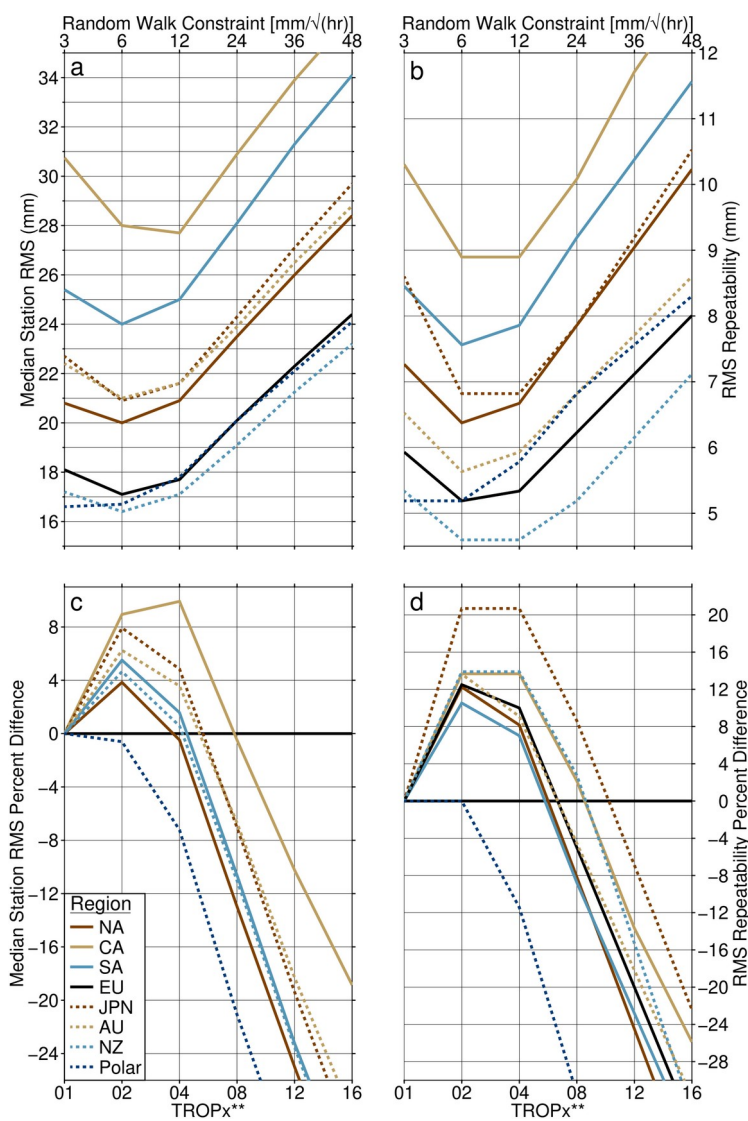 Random Walk Constraint [mm/√(hr)]
3 6 12 24 36 48
a
34
32
30
28
26
24
22
20
18
16
Median Station RMS (mm)
Random Walk Constraint [mm/√(hr)]
3 6 12 24 36 48
b
12
11
10
9
8
7
6
5
RMS Repeatability (mm)
c
8
4
0
−4
−8
−12
−16
−20
−24
Median Station RMS Percent Diffence
Region
NA
CA
SA
EU
JPN
AU
NZ
Polar
01 02 04 08 12 16
TROPx**
d
20
16
12
8
4
0
−4
−8
−12
−16
−20
−24
−28
RMS Repeatability Percent Difference
01 02 04 08 12 16
TROPx**